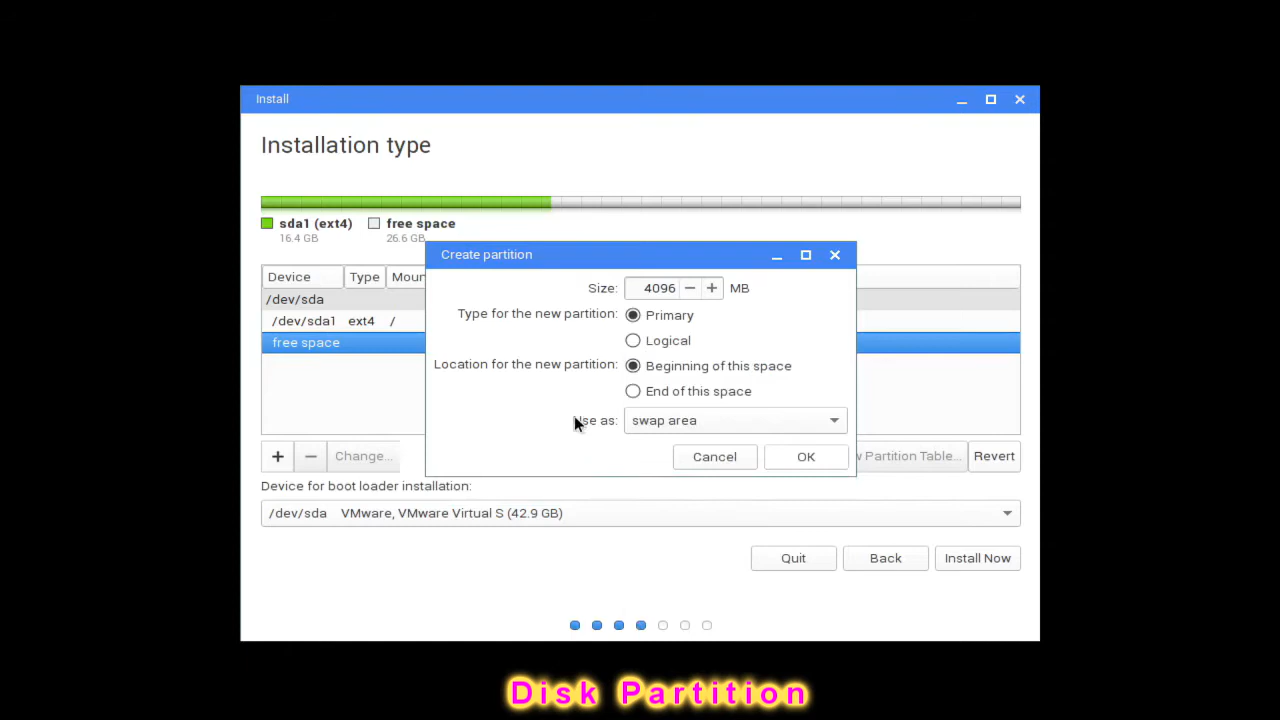 Install
Installation type
sda1 (ext4) free space
16.4 GB 26.6 GB
Create partition
Size: 4096 MB
Type for the new partition: Primary
Logical
Location for the new partition: Beginning of this space
End of this space
Use as: swap area
Cancel OK
Device Type Moun
/dev/sda
/dev/sda1 ext4 /
free space
+ − Change... Partition Table... Revert
Device for boot loader installation:
/dev/sda VMware, VMware Virtual S (42.9 GB)
Quit Back Install Now
Disk Partition